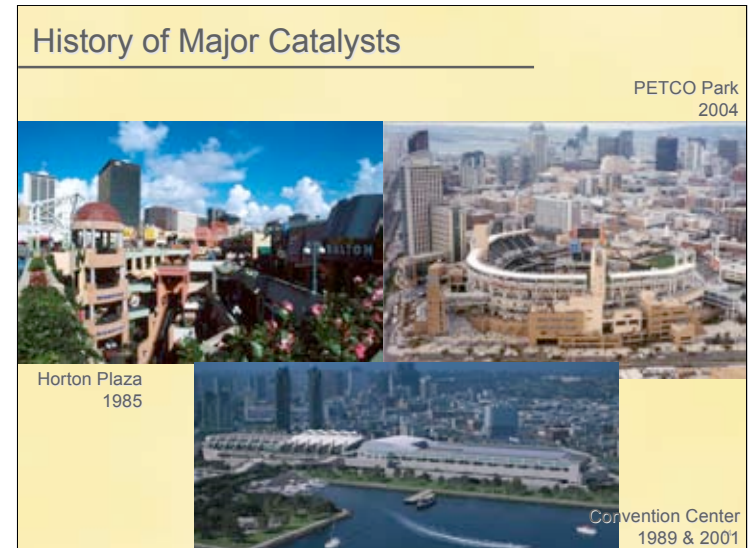 History of Major Catalysts
PETCO Park
2004
Horton Plaza
1985
Convention Center
1989 & 2001